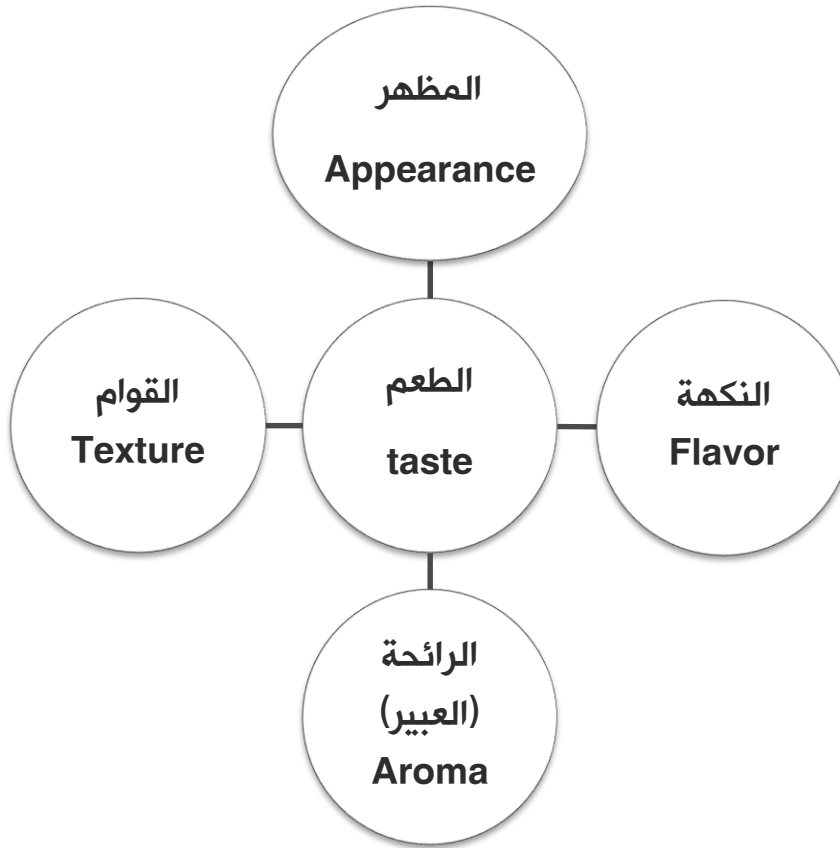 المظهر
Appearance
القوام
Texture
الطعم
taste
النكهة
Flavor
الرائحة
(العبير)
Aroma